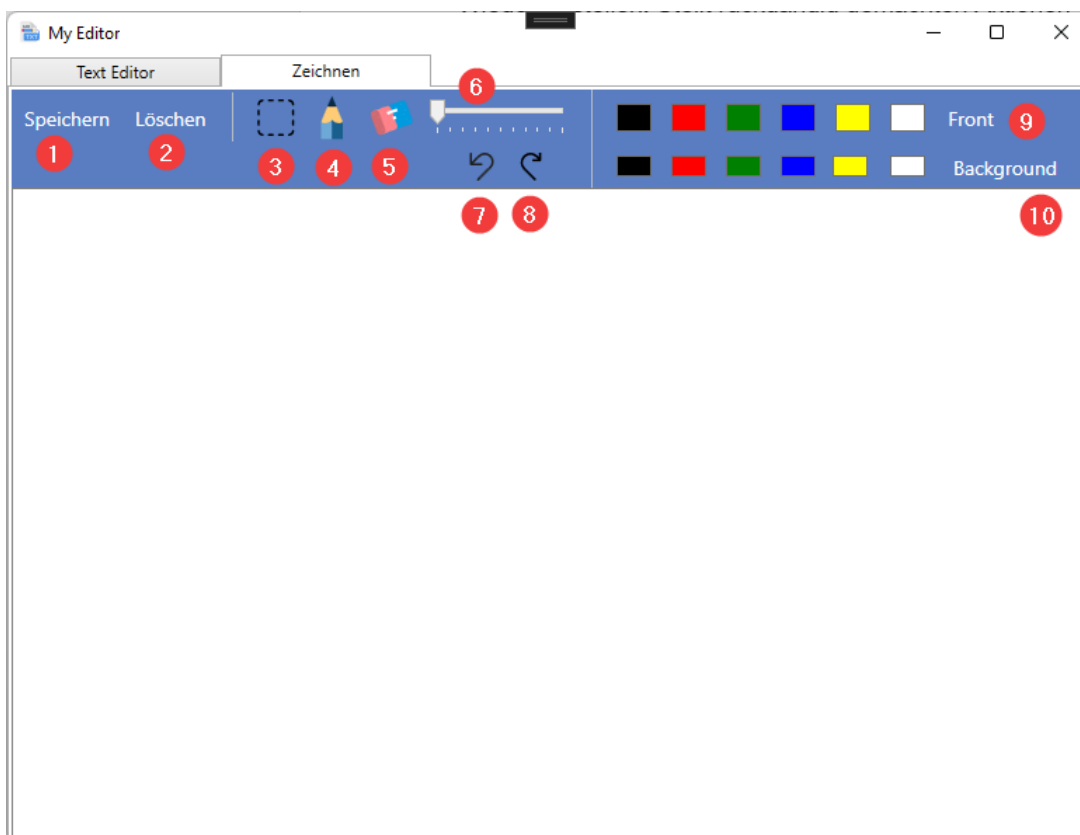 My Editor
Text Editor
Zeichnen
6
Speichern
Löschen
Front
9
1
2
3
4
5
Background
7
8
10